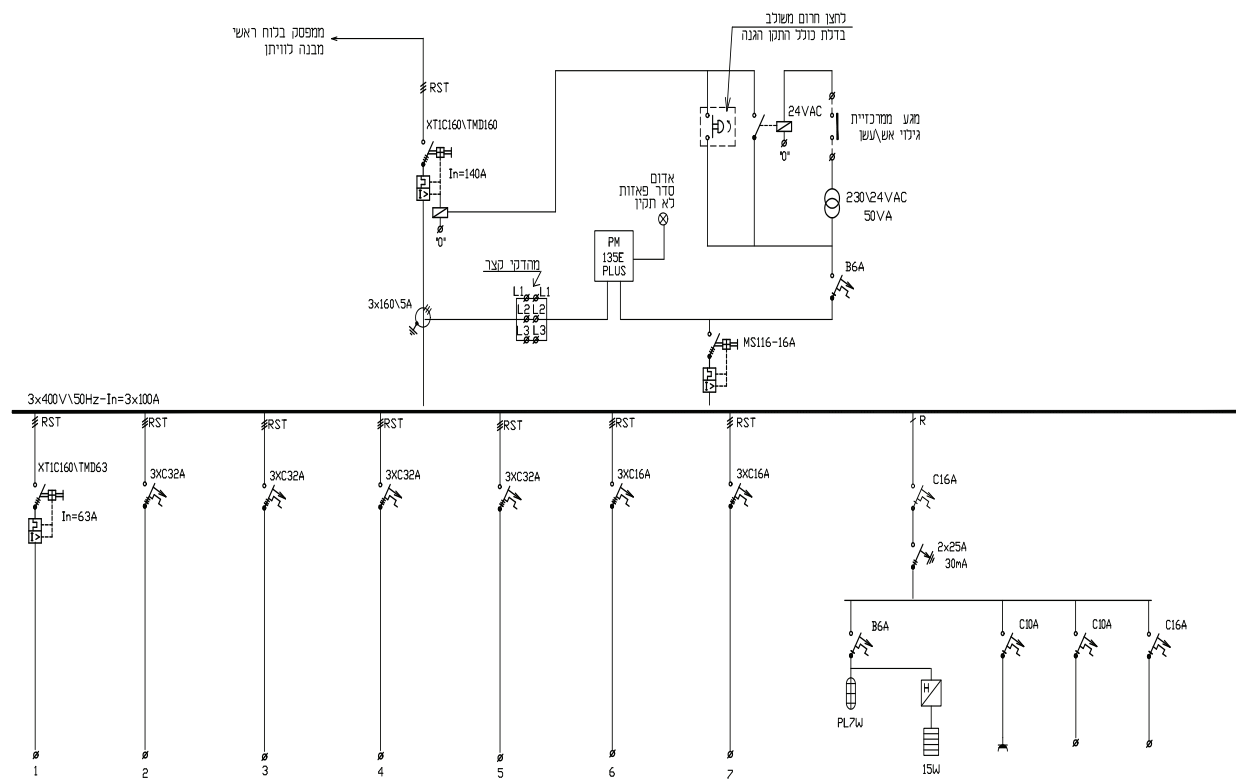 ממפסק בלוח ראשי
מבנה לוויתן
RST
XT1C160\TMD160
In=140A
"0"
3x160\5A
מהדקי קצר
L1 L1
L2 L2
L3 L3
PM
135E
PLUS
אדום
סדר פאזות
לא תקין
לחצן חרום משולב
בדלת כולל התקן הגנה
24VAC
"0"
מגע ממרכזיית
גילוי אש\עשן
230\24VAC
50VA
B6A
MS116-16A
3x400V\50Hz-In=3x100A
RST
RST
RST
RST
RST
RST
RST
R
XT1C160\TMD63
In=63A
3XC32A
3XC32A
3XC32A
3XC32A
3XC16A
3XC16A
C16A
2x25A
30mA
B6A
C10A
C10A
C16A
H
PL7W
15W
1
2
3
4
5
6
7